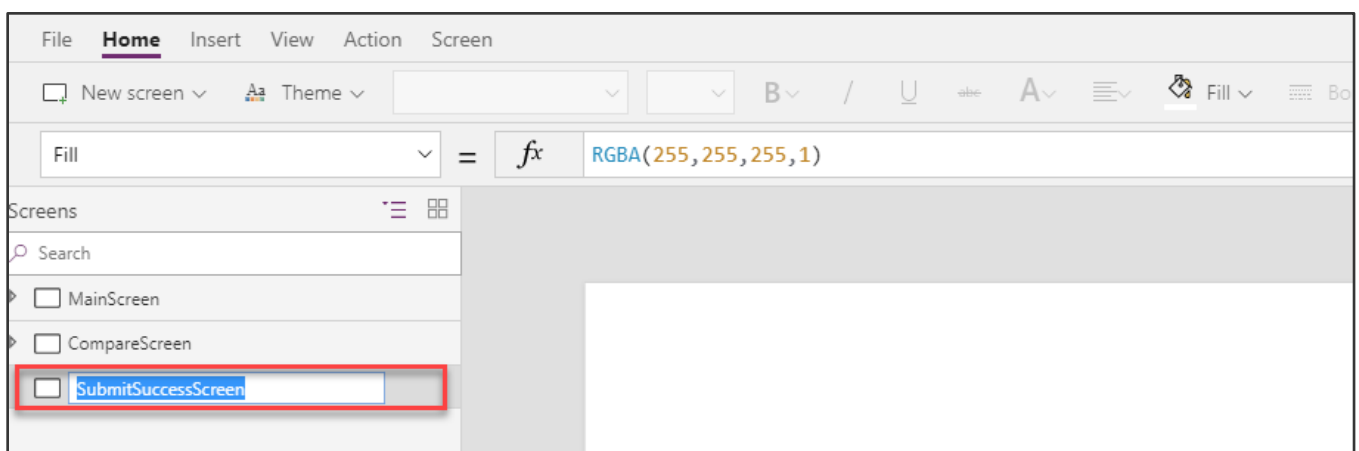 File Home Insert View Action Screen
New screen Aa Theme B / U abc A Fill Bo
Fill = fx RGBA(255,255,255,1)
Screens
Search
MainScreen
CompareScreen
SubmitSuccessScreen